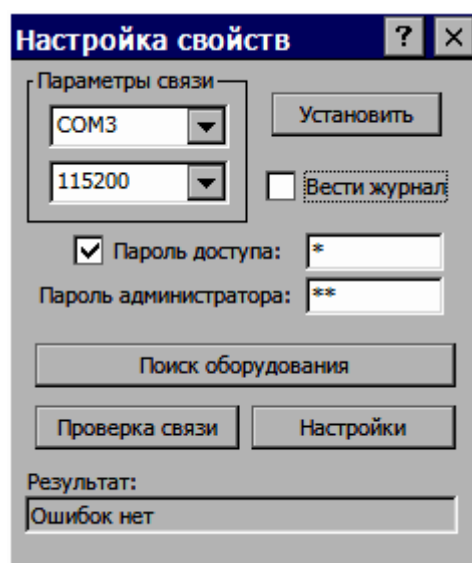 Настройка свойств ? ×
Параметры связи
COM3
Установить
115200
Вести журнал
Пароль доступа: *
Пароль администратора: **
Поиск оборудования
Проверка связи Настройки
Результат:
Ошибок нет